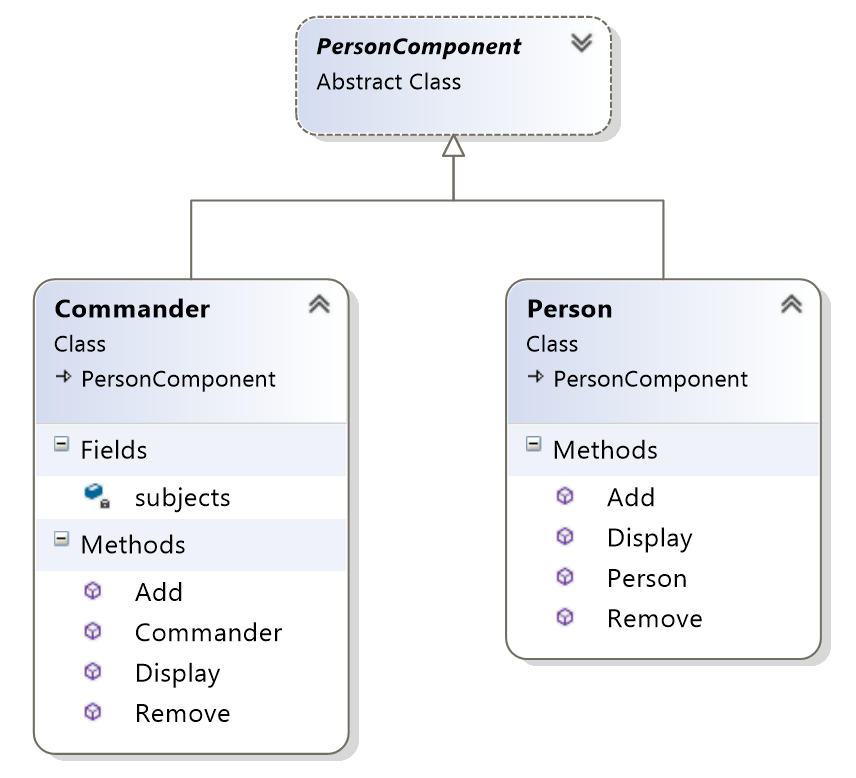 PersonComponent
Abstract Class
Commander
Class
PersonComponent
Fields
subjects
Methods
Add
Commander
Display
Remove
Person
Class
PersonComponent
Methods
Add
Display
Person
Remove